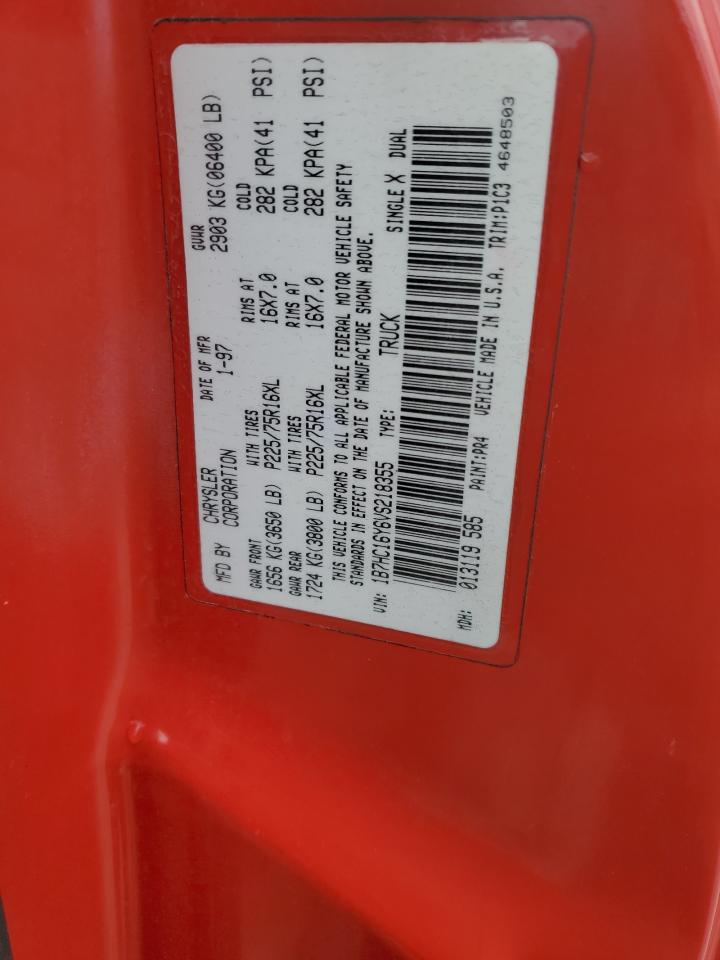 MFD BY CHRYSLER CORPORATION DATE OF MFR 1-97 GVWR 2903 KG(06400 LB)
GAWR FRONT WITH TIRES RIMS AT COLD
1656 KG(3650 LB) P225/75R16XL 16X7.0 282 KPA(41 PSI)
GAWR REAR WITH TIRES RIMS AT COLD
1724 KG(3800 LB) P225/75R16XL 16X7.0 282 KPA(41 PSI)
THIS VEHICLE CONFORMS TO ALL APPLICABLE FEDERAL MOTOR VEHICLE SAFETY
STANDARDS IN EFFECT ON THE DATE OF MANUFACTURE SHOWN ABOVE.
VIN: 1B7HC16Y6VS218355 TYPE: TRUCK SINGLE X DUAL
MDH: 013119 585 PAINT:PR4 VEHICLE MADE IN U.S.A. TRIM:P1C3 4648503